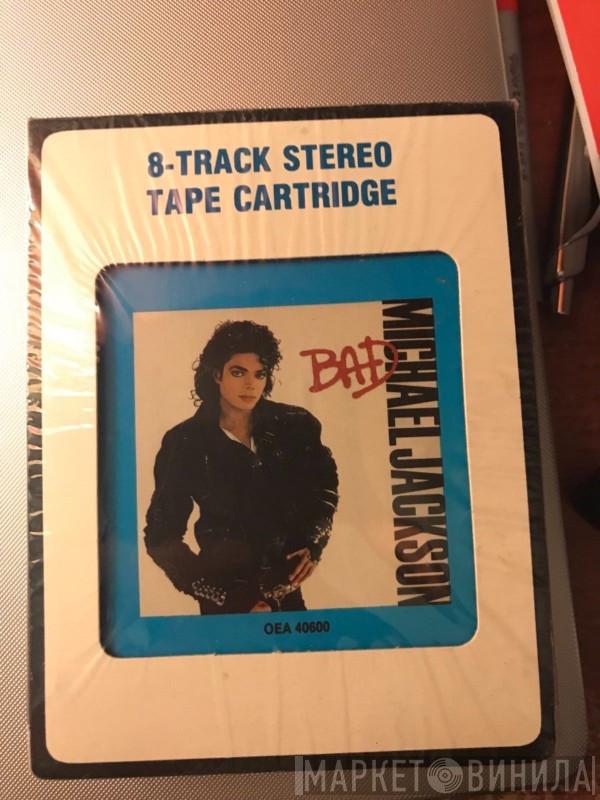 8-TRACK STEREO
TAPE CARTRIDGE
BAD
MICHAEL JACKSON
OEA 40600
МАРКЕТ ВИНИЛА